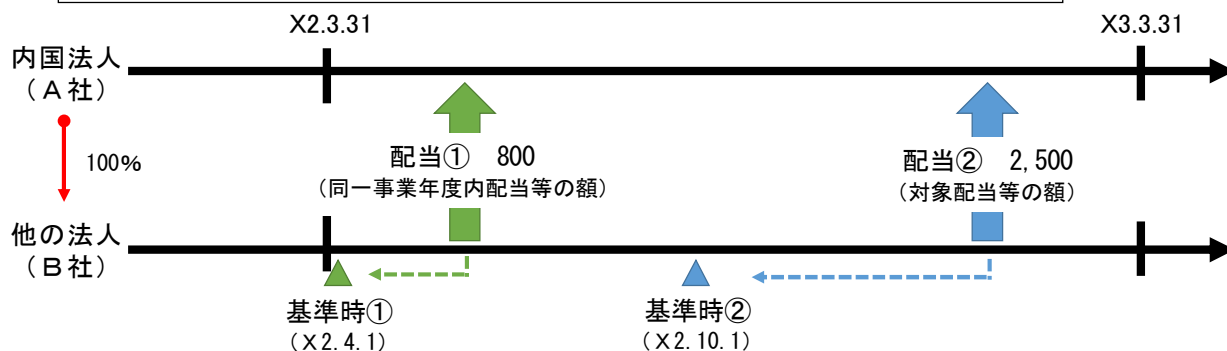 X2.3.31
X3.3.31
内国法人
（A社）
100%
配当①　800
（同一事業年度内配当等の額）
配当②　2,500
（対象配当等の額）
他の法人
（B社）
基準時①
（X2.4.1）
基準時②
（X2.10.1）